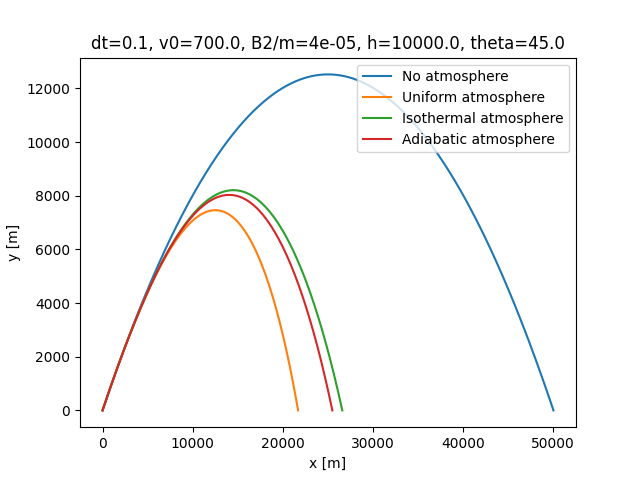 dt=0.1, v0=700.0, B2/m=4e-05, h=10000.0, theta=45.0
No atmosphere
Uniform atmosphere
Isothermal atmosphere
Adiabatic atmosphere
y [m]
12000
10000
8000
6000
4000
2000
0
0 10000 20000 30000 40000 50000
x [m]